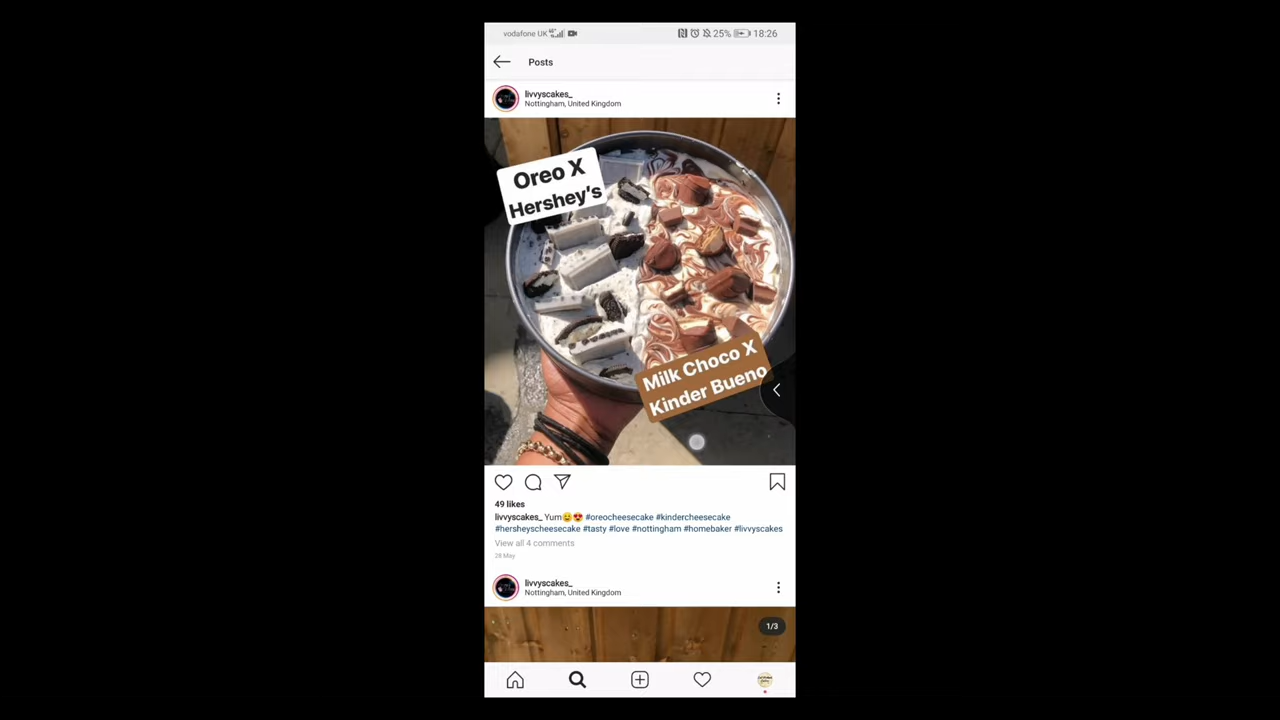 vodafone UK 25% 18:26
Posts
livvyscakes_
Nottingham, United Kingdom
Oreo X
Hershey's
Milk Choco X
Kinder Bueno
49 likes
livvyscakes_ Yum😋😍 #oreocheesecake #kindercheesecake
#hersheyscheesecake #tasty #love #nottingham #homebaker #livvyscakes
View all 4 comments
28 May
livvyscakes_
Nottingham, United Kingdom
1/3